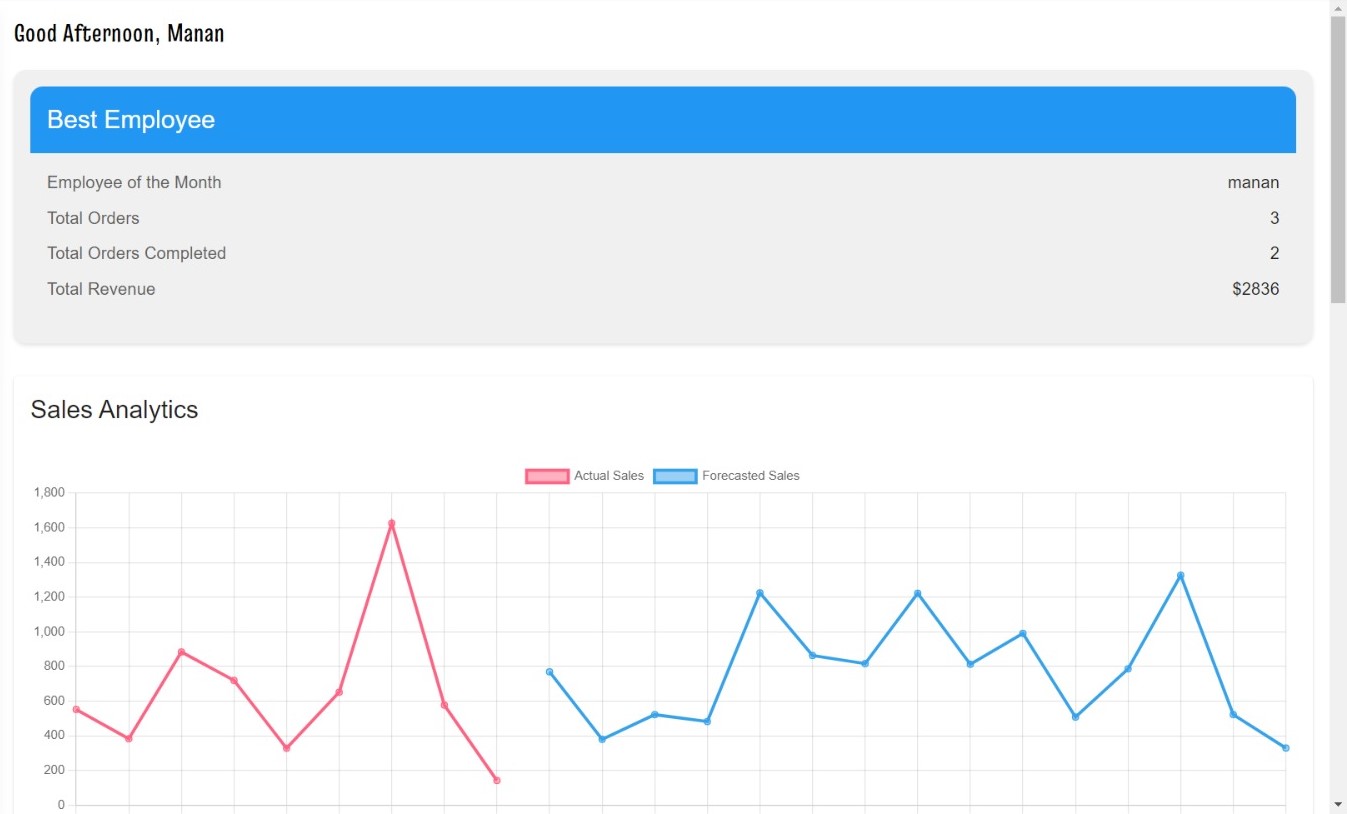 Good Afternoon, Manan
Best Employee
Employee of the Month manan
Total Orders 3
Total Orders Completed 2
Total Revenue $2836
Sales Analytics
Actual Sales Forecasted Sales
1,800
1,600
1,400
1,200
1,000
800
600
400
200
0